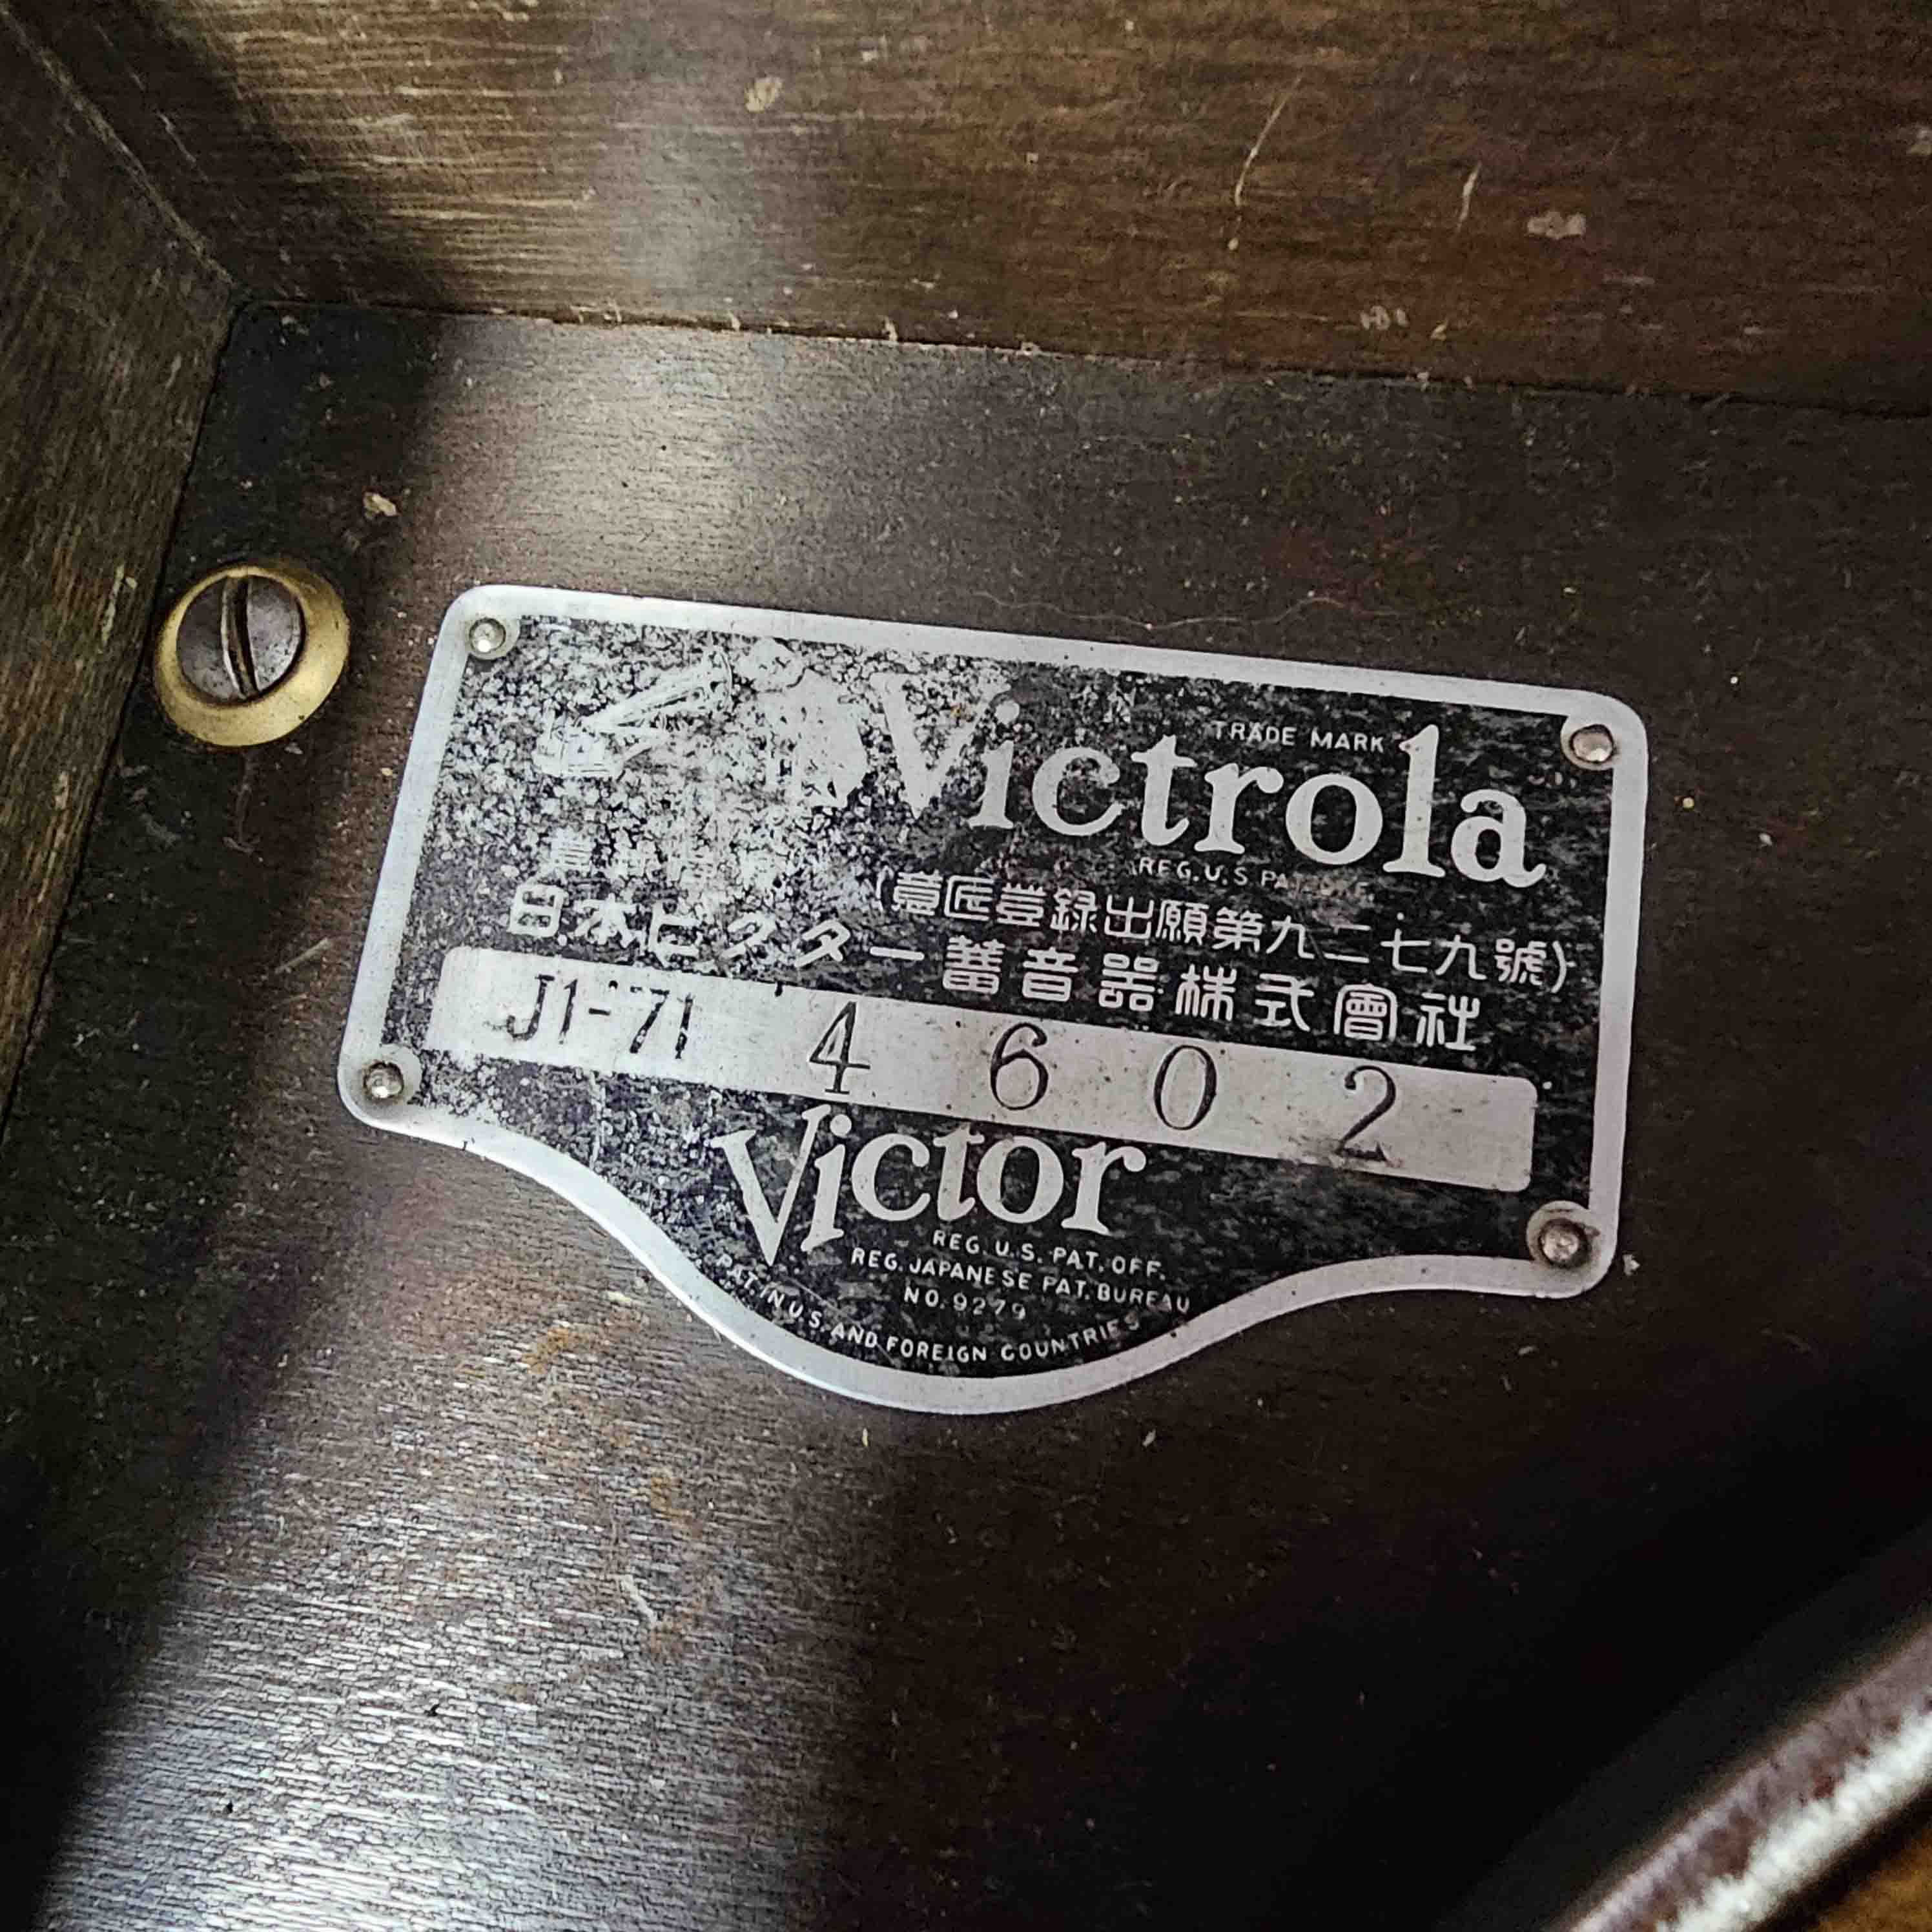 TRADE MARK
Victrola
REG. U.S. PAT. OFF.
(意匠登録出願第九二七九號)
日本ビクター蓄音器株式會社
J1-71 4602
Victor
REG. U.S. PAT. OFF.
REG. JAPANESE PAT. BUREAU
NO. 9279
PAT. IN U.S. AND FOREIGN COUNTRIES